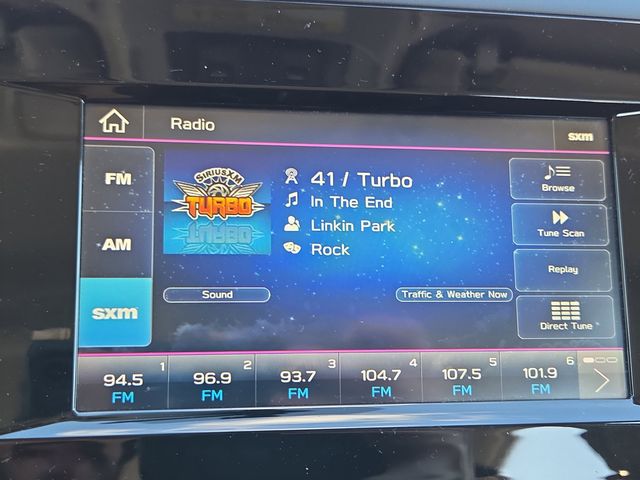 Radio
sxm
FM
AM
sxm
SIRIUSXM
TURBO
41 / Turbo
In The End
Linkin Park
Rock
Browse
Tune Scan
Replay
Direct Tune
Sound
Traffic & Weather Now
94.5 1
FM
96.9 2
FM
93.7 3
FM
104.7 4
FM
107.5 5
FM
101.9 6
FM